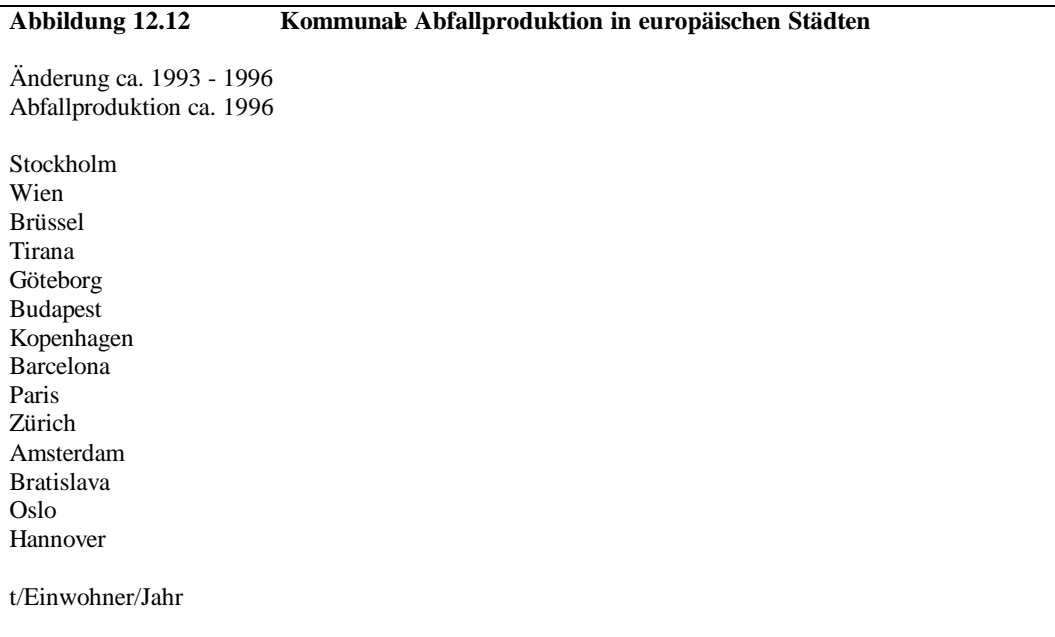 Abbildung 12.12 Kommunale Abfallproduktion in europäischen Städten
Änderung ca. 1993 - 1996
Abfallproduktion ca. 1996
Stockholm
Wien
Brüssel
Tirana
Göteborg
Budapest
Kopenhagen
Barcelona
Paris
Zürich
Amsterdam
Bratislava
Oslo
Hannover
t/Einwohner/Jahr